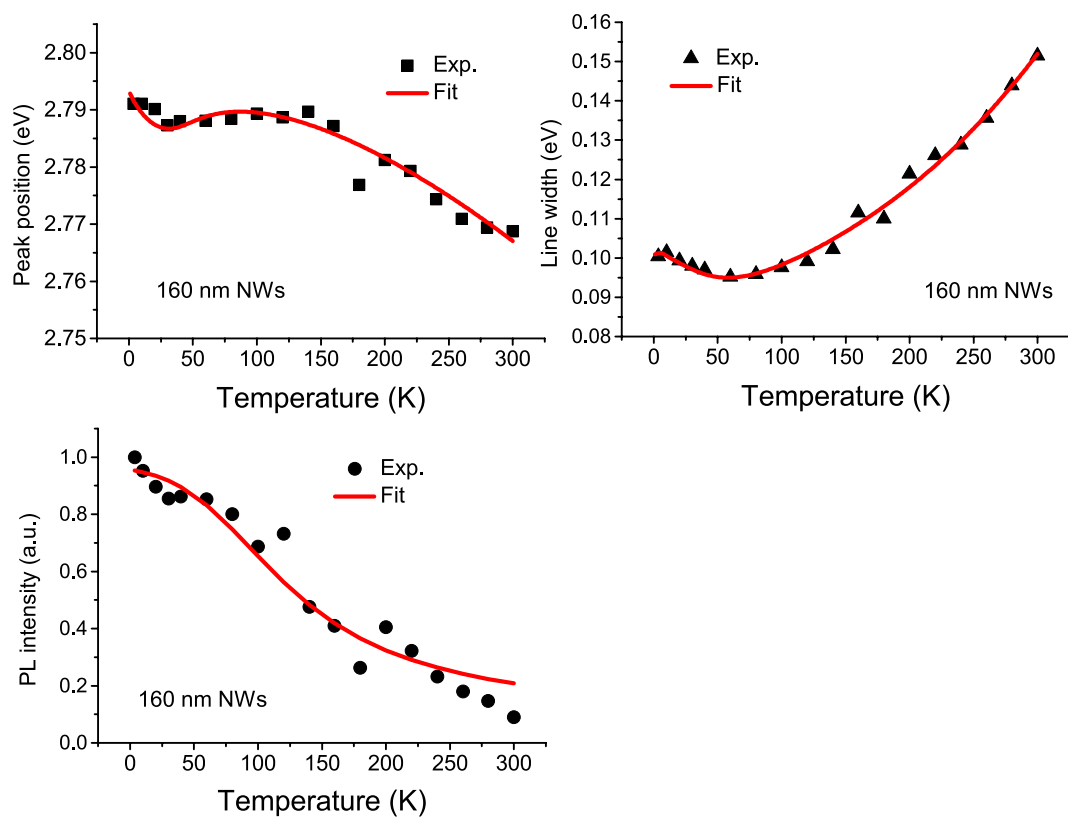 2.80
2.79
2.78
2.77
2.76
2.75
Peak position (eV)
Exp.
Fit
160 nm NWs
0 50 100 150 200 250 300
Temperature (K)
0.16
0.15
0.14
0.13
0.12
0.11
0.10
0.09
0.08
Line width (eV)
Exp.
Fit
160 nm NWs
0 50 100 150 200 250 300
Temperature (K)
1.0
0.8
0.6
0.4
0.2
0.0
PL intensity (a.u.)
Exp.
Fit
160 nm NWs
0 50 100 150 200 250 300
Temperature (K)